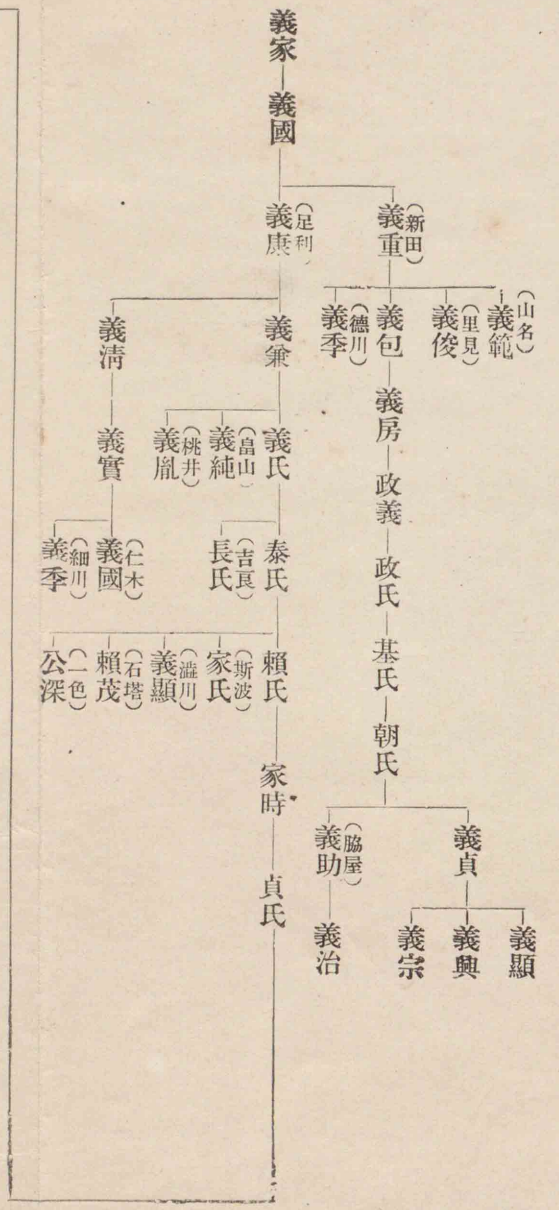 義家
義國
(新田)
義重
(山名)
義範
(里見)
義俊
義包
義房
政義
政氏
基氏
朝氏
義貞
義顯
義興
義宗
(脇屋)
義助
義治
(德川)
義季
(足利)
義康
義兼
義氏
泰氏
賴氏
家時
貞氏
(斯波)
家氏
(澁川)
義顯
(石塔)
賴茂
(一色)
公深
(吉良)
長氏
(畠山)
義純
(桃井)
義胤
義淸
義實
(仁木)
義國
(細川)
義季